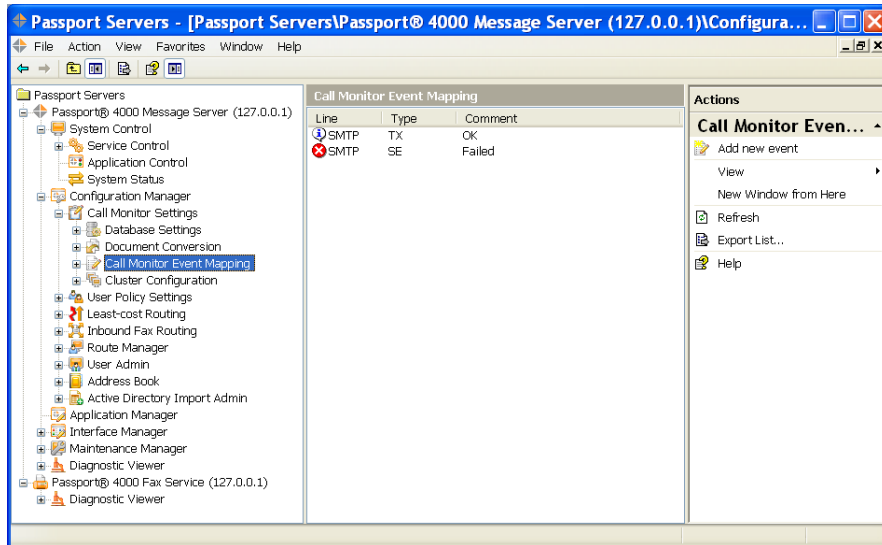 Passport Servers - [Passport Servers\Passport® 4000 Message Server (127.0.0.1)\Configura...
File Action View Favorites Window Help
Passport Servers
Passport® 4000 Message Server (127.0.0.1)
System Control
Service Control
Application Control
System Status
Configuration Manager
Call Monitor Settings
Database Settings
Document Conversion
Call Monitor Event Mapping
Cluster Configuration
User Policy Settings
Least-cost Routing
Inbound Fax Routing
Route Manager
User Admin
Address Book
Active Directory Import Admin
Application Manager
Interface Manager
Maintenance Manager
Diagnostic Viewer
Passport® 4000 Fax Service (127.0.0.1)
Diagnostic Viewer
Call Monitor Event Mapping
Line Type Comment
SMTP TX OK
SMTP SE Failed
Actions
Call Monitor Even...
Add new event
View
New Window from Here
Refresh
Export List...
Help